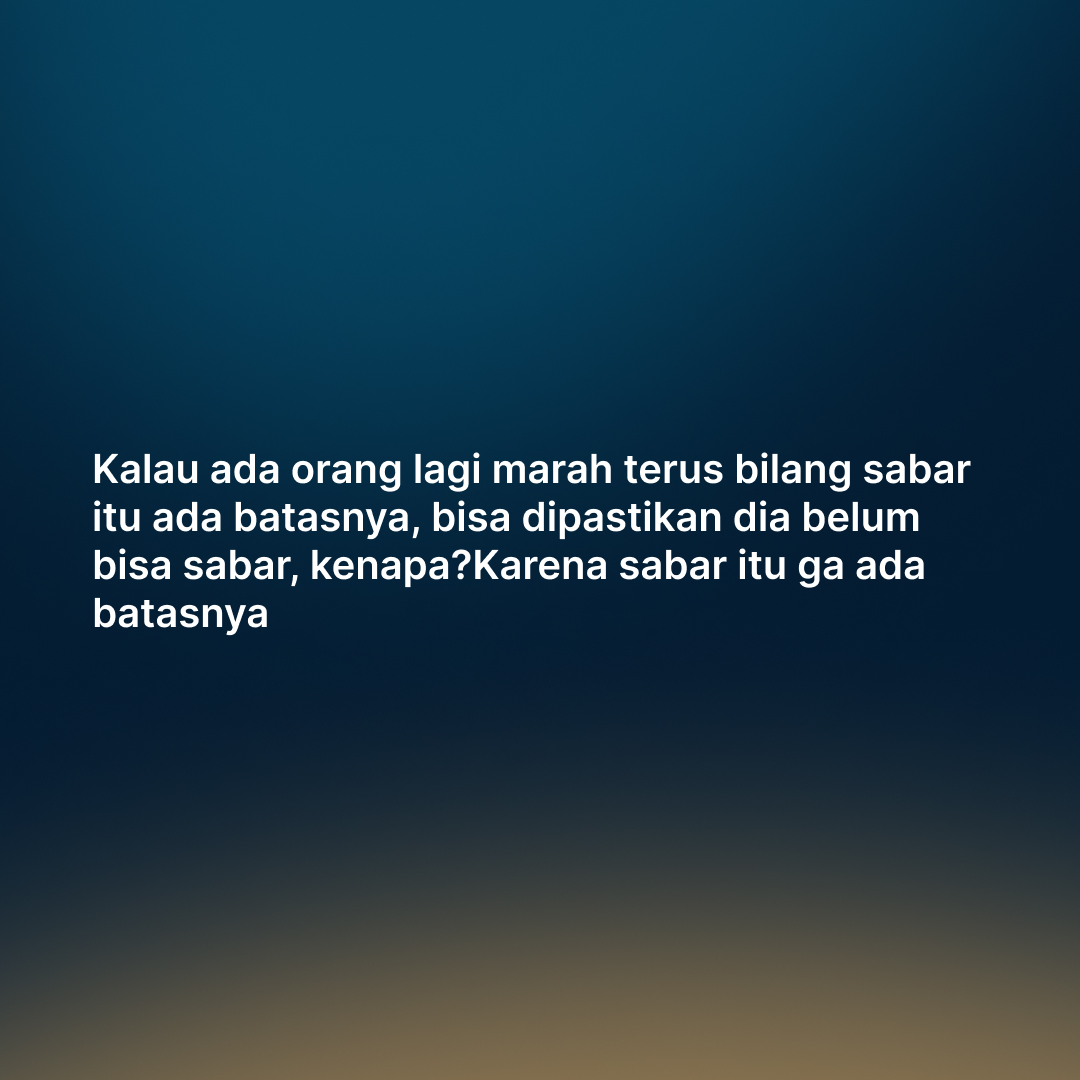 Kalau ada orang lagi marah terus bilang sabar
itu ada batasnya, bisa dipastikan dia belum
bisa sabar, kenapa?Karena sabar itu ga ada
batasnya